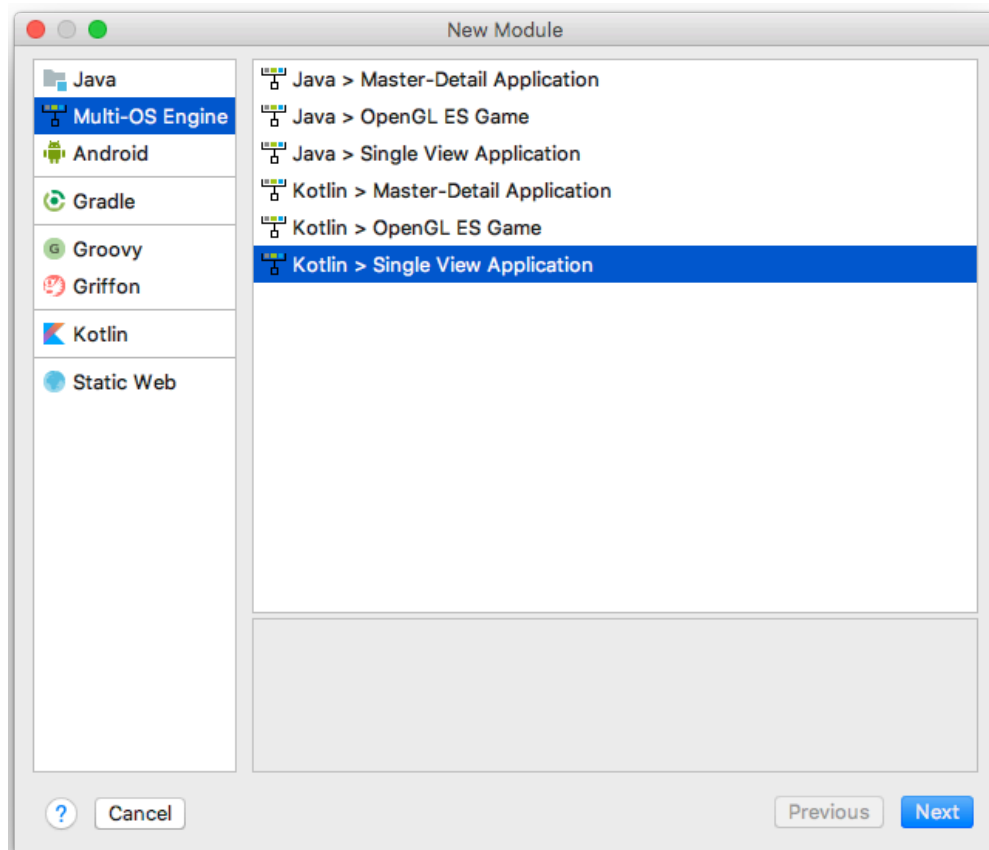 New Module
Java
Multi-OS Engine
Android
Gradle
G Groovy
Griffon
Kotlin
Static Web
Java > Master-Detail Application
Java > OpenGL ES Game
Java > Single View Application
Kotlin > Master-Detail Application
Kotlin > OpenGL ES Game
Kotlin > Single View Application
? Cancel Previous Next